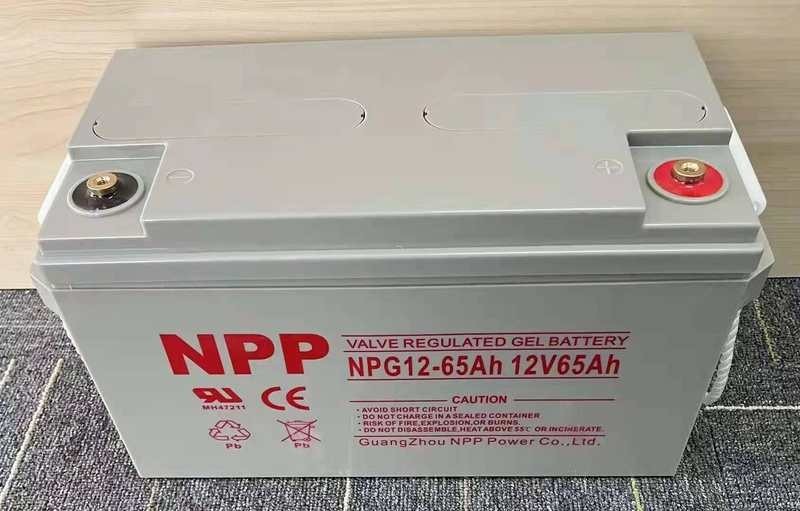 NPP
VALVE REGULATED GEL BATTERY
NPG12-65Ah 12V65Ah
MH47211
CE
CAUTION
• AVOID SHORT CIRCUIT
• DO NOT CHARGE IN A SEALED CONTAINER
• RISK OF FIRE,EXPLOSION,OR BURNS.
• DO NOT DISASSEMBLE,HEAT ABOVE 55℃ OR INCINERATE.
Pb
Pb
GuangZhou NPP Power Co.,Ltd.